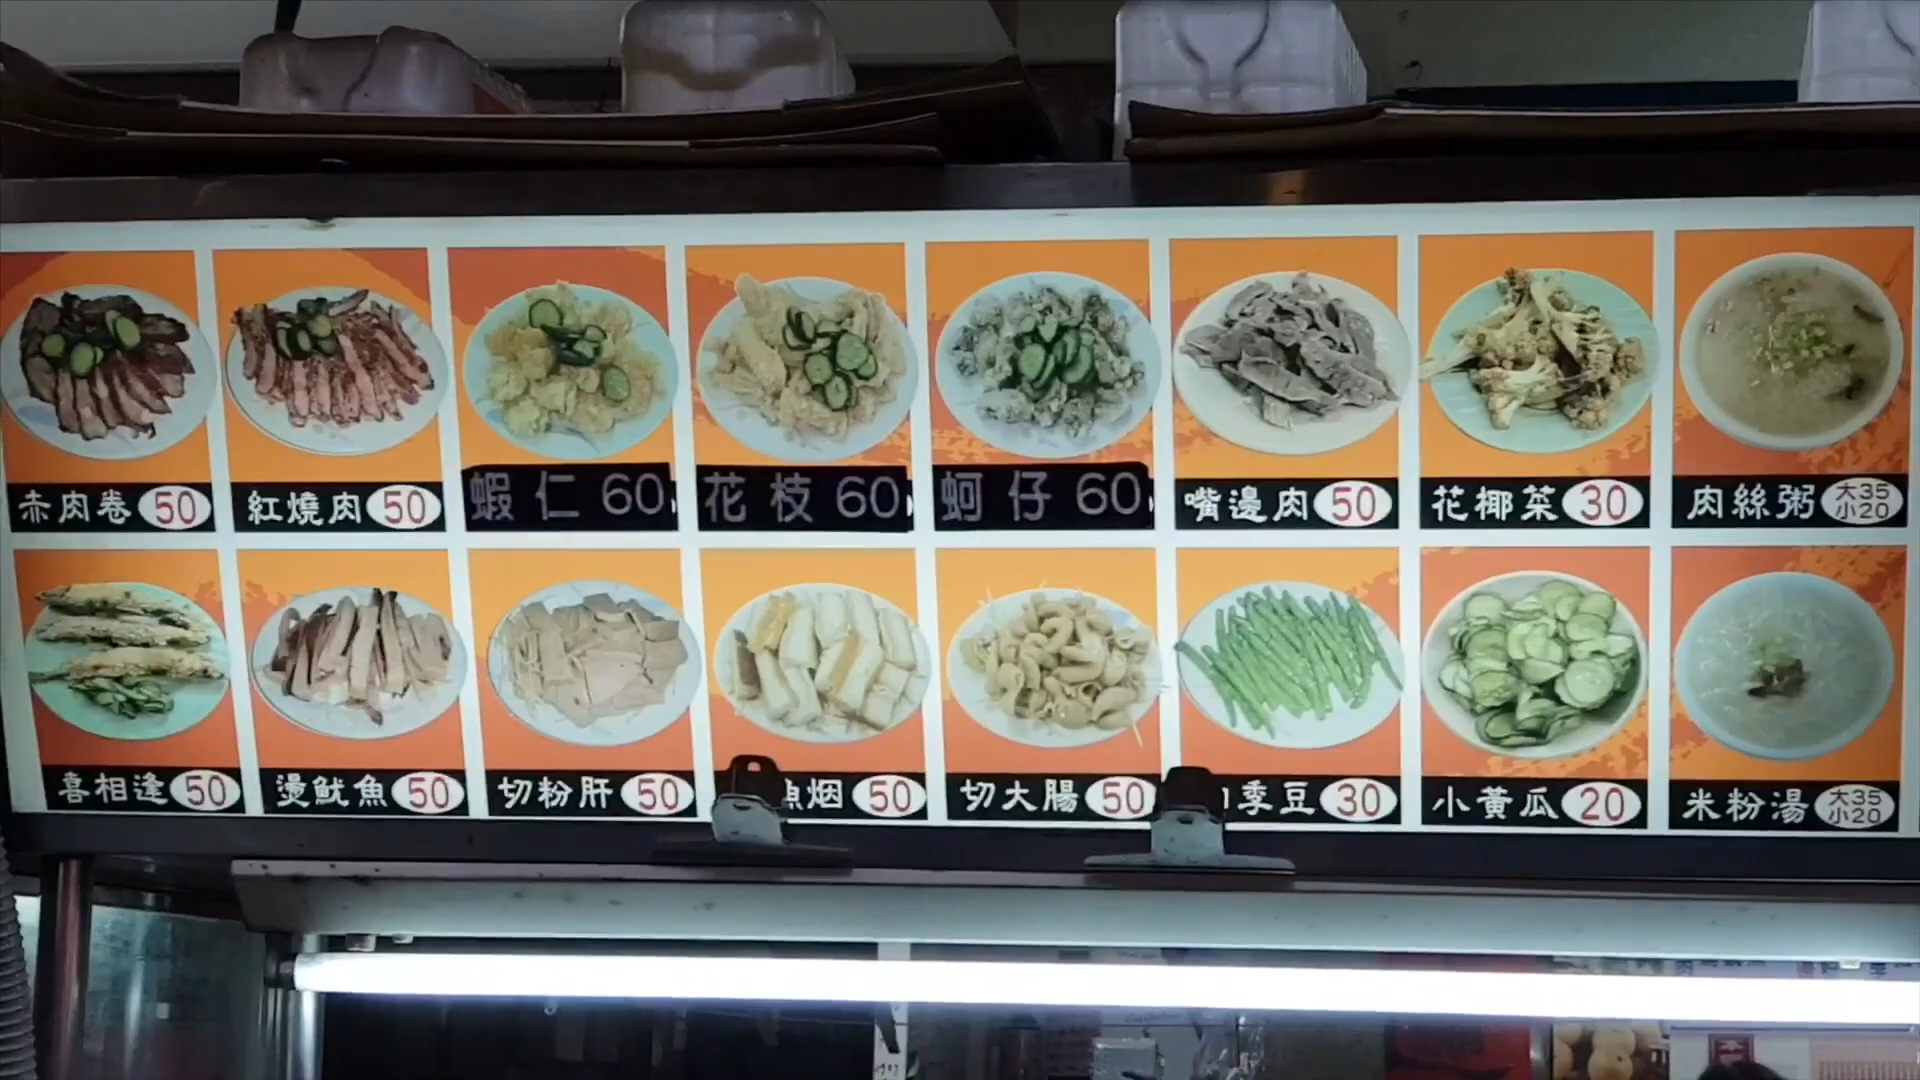 赤肉卷 50
紅燒肉 50
蝦仁 60
花枝 60
蚵仔 60
嘴邊肉 50
花椰菜 30
肉絲粥 大35 小20
喜相逢 50
燙魷魚 50
切粉肝 50
魚烟 50
切大腸 50
季豆 30
小黃瓜 20
米粉湯 大35 小20